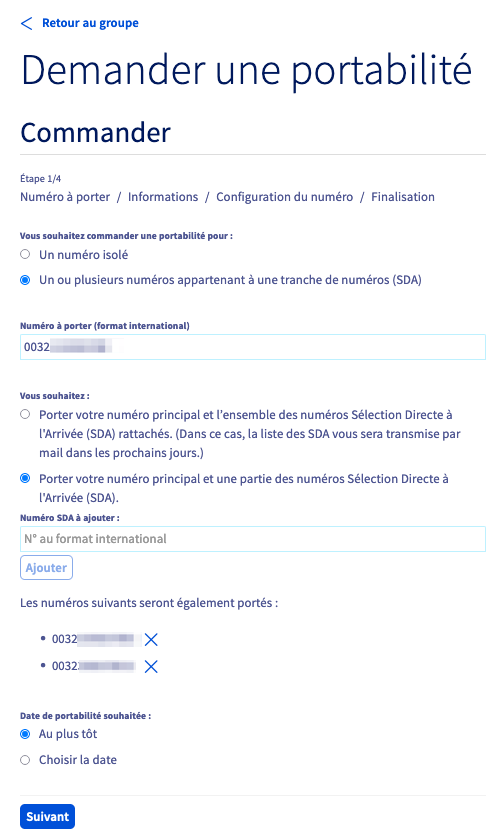 Retour au groupe
Demander une portabilité
Commander
Étape 1/4
Numéro à porter / Informations / Configuration du numéro / Finalisation
Vous souhaitez commander une portabilité pour :
Un numéro isolé
Un ou plusieurs numéros appartenant à une tranche de numéros (SDA)
Numéro à porter (format international)
0032
Vous souhaitez :
Porter votre numéro principal et l'ensemble des numéros Sélection Directe à
l'Arrivée (SDA) rattachés. (Dans ce cas, la liste des SDA vous sera transmise par
mail dans les prochains jours.)
Porter votre numéro principal et une partie des numéros Sélection Directe à
l'Arrivée (SDA).
Numéro SDA à ajouter :
N° au format international
Ajouter
Les numéros suivants seront également portés :
• 0032
• 0032
Date de portabilité souhaitée :
Au plus tôt
Choisir la date
Suivant